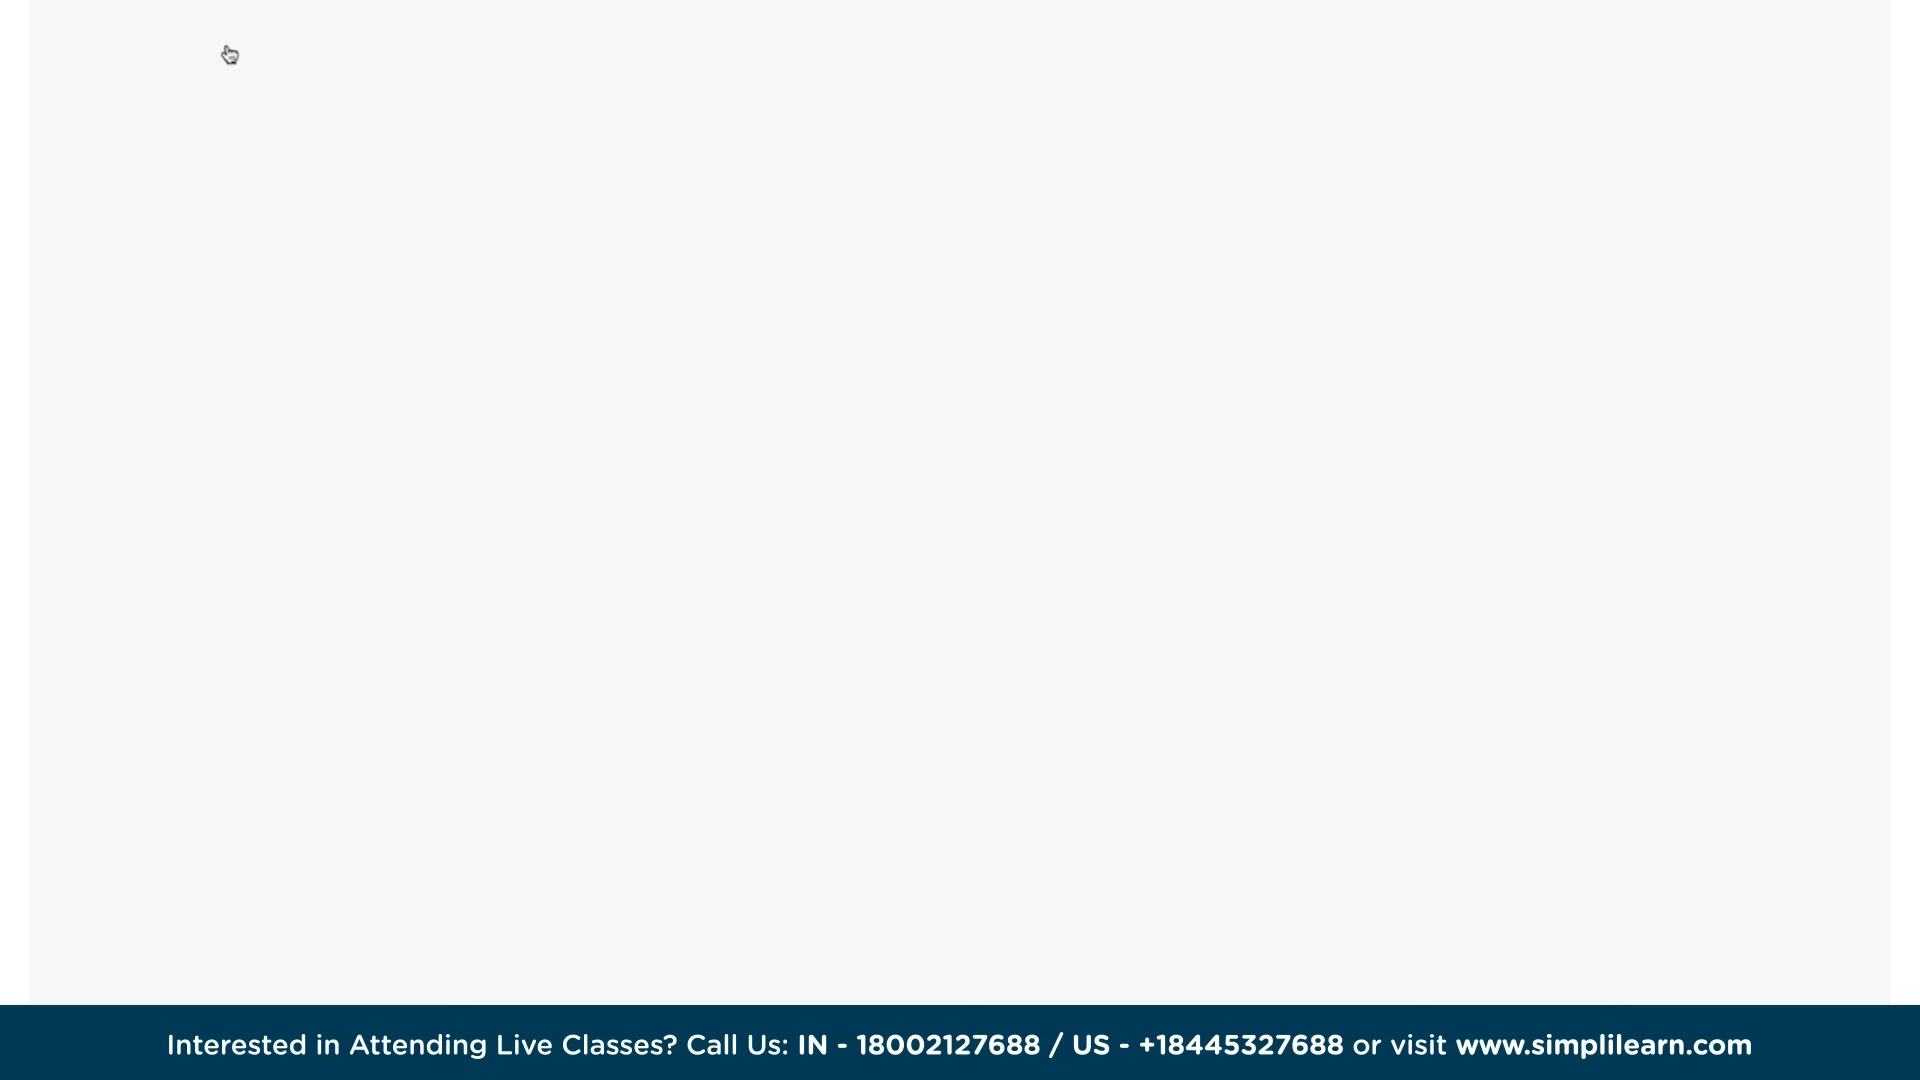 Interested in Attending Live Classes? Call Us: IN - 18002127688 / US - +18445327688 or visit www.simplilearn.com